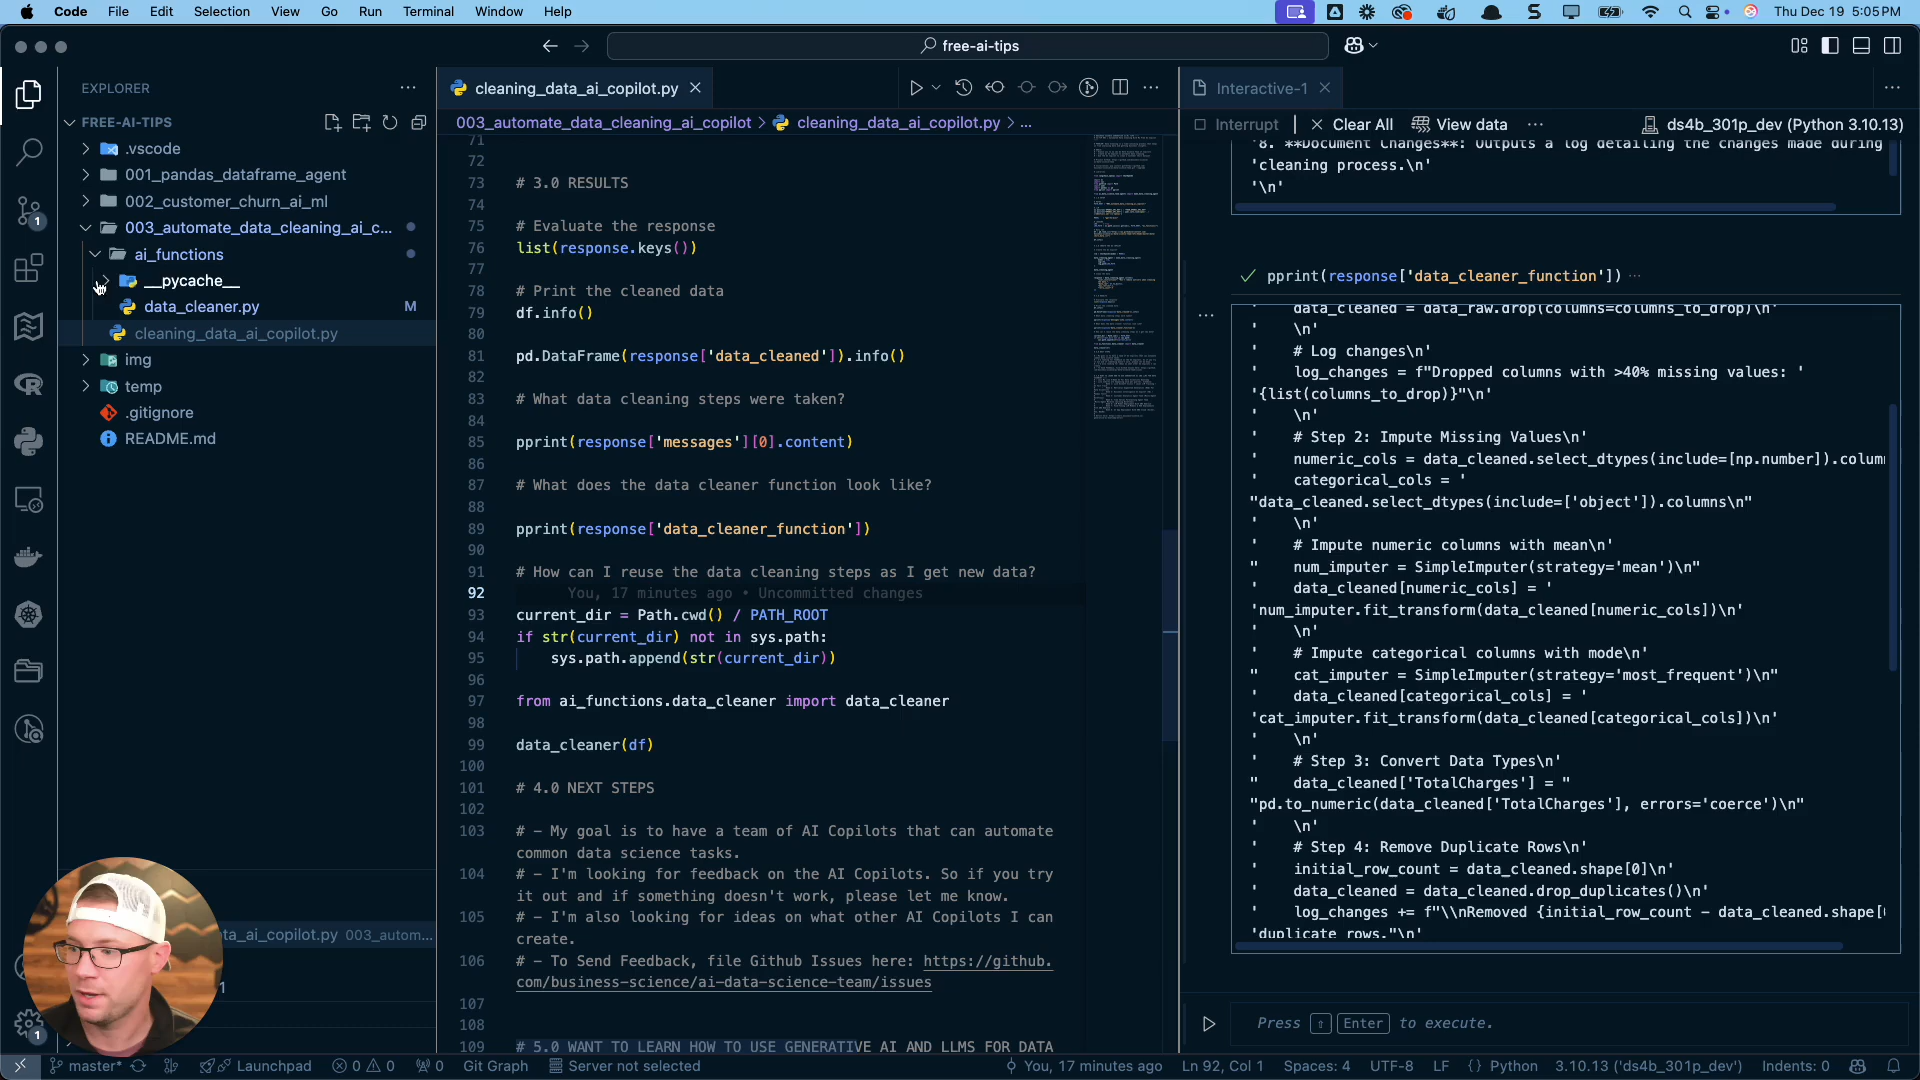 Code File Edit Selection View Go Run Terminal Window Help
Thu Dec 19 5:05 PM
free-ai-tips
EXPLORER
FREE-AI-TIPS
.vscode
001_pandas_dataframe_agent
002_customer_churn_ai_ml
003_automate_data_cleaning_ai_c...
ai_functions
__pycache__
data_cleaner.py M
cleaning_data_ai_copilot.py
img
temp
.gitignore
README.md
ta_ai_copilot.py 003_autom...
1
1
1
cleaning_data_ai_copilot.py
003_automate_data_cleaning_ai_copilot > cleaning_data_ai_copilot.py > ...
71
72
73 # 3.0 RESULTS
74
75 # Evaluate the response
76 list(response.keys())
77
78 # Print the cleaned data
79 df.info()
80
81 pd.DataFrame(response['data_cleaned']).info()
82
83 # What data cleaning steps were taken?
84
85 pprint(response['messages'][0].content)
86
87 # What does the data cleaner function look like?
88
89 pprint(response['data_cleaner_function'])
90
91 # How can I reuse the data cleaning steps as I get new data?
92 You, 17 minutes ago • Uncommitted changes
93 current_dir = Path.cwd() / PATH_ROOT
94 if str(current_dir) not in sys.path:
95 sys.path.append(str(current_dir))
96
97 from ai_functions.data_cleaner import data_cleaner
98
99 data_cleaner(df)
100
101 # 4.0 NEXT STEPS
102
103 # - My goal is to have a team of AI Copilots that can automate
common data science tasks.
104 # - I'm looking for feedback on the AI Copilots. So if you try
it out and if something doesn't work, please let me know.
105 # - I'm also looking for ideas on what other AI Copilots I can
create.
106 # - To Send Feedback, file Github Issues here: https://github.
com/business-science/ai-data-science-team/issues
107
108
109 # 5.0 WANT TO LEARN HOW TO USE GENERATIVE AI AND LLMS FOR DATA
Interactive-1
Interrupt | Clear All View data ... ds4b_301p_dev (Python 3.10.13)
'8. **Document Changes**: Outputs a log detailing the changes made during
'cleaning process.\n'
'\n'
pprint(response['data_cleaner_function']) ...
' data_cleaned = data_raw.drop(columns=columns_to_drop)\n'
' \n'
' # Log changes\n'
' log_changes = f"Dropped columns with >40% missing values: '
'{list(columns_to_drop)}"\n'
' \n'
' # Step 2: Impute Missing Values\n'
' numeric_cols = data_cleaned.select_dtypes(include=[np.number]).colum
' categorical_cols = '
"data_cleaned.select_dtypes(include=['object']).columns\n"
' \n'
' # Impute numeric columns with mean\n'
" num_imputer = SimpleImputer(strategy='mean')\n"
' data_cleaned[numeric_cols] = '
'num_imputer.fit_transform(data_cleaned[numeric_cols])\n'
' \n'
' # Impute categorical columns with mode\n'
" cat_imputer = SimpleImputer(strategy='most_frequent')\n"
' data_cleaned[categorical_cols] = '
'cat_imputer.fit_transform(data_cleaned[categorical_cols])\n'
' \n'
' # Step 3: Convert Data Types\n'
" data_cleaned['TotalCharges'] = "
"pd.to_numeric(data_cleaned['TotalCharges'], errors='coerce')\n"
' \n'
' # Step 4: Remove Duplicate Rows\n'
' initial_row_count = data_cleaned.shape[0]\n'
' data_cleaned = data_cleaned.drop_duplicates()\n'
' log_changes += f"\\nRemoved {initial_row_count - data_cleaned.shape[
'duplicate rows."\n'
Press ⇧ Enter to execute.
master* Launchpad 0 0 0 Git Graph Server not selected You, 17 minutes ago Ln 92, Col 1 Spaces: 4 UTF-8 LF {} Python 3.10.13 ('ds4b_301p_dev') Indents: 0